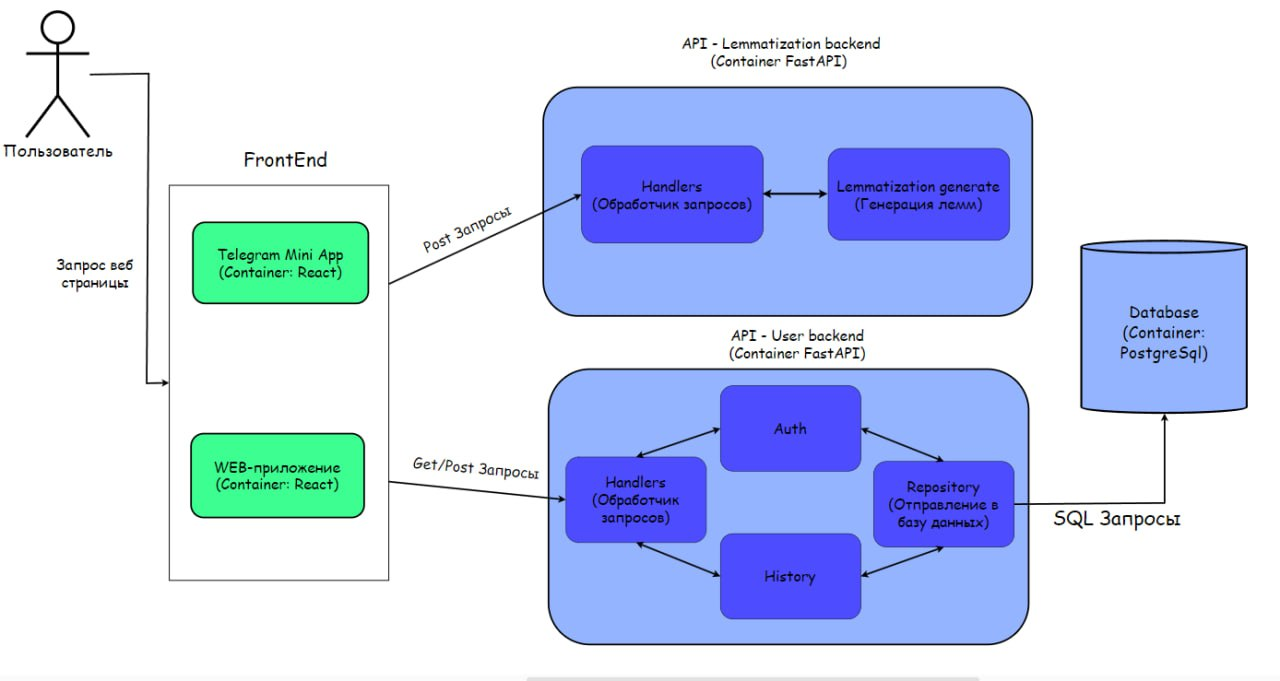 Пользователь
Запрос веб
страницы
FrontEnd
Telegram Mini App
(Container: React)
WEB-приложение
(Container: React)
Post Запросы
Get/Post Запросы
API - Lemmatization backend
(Container FastAPI)
Handlers
(Обработчик запросов)
Lemmatization generate
(Генерация лемм)
API - User backend
(Container FastAPI)
Auth
Handlers
(Обработчик
запросов)
Repository
(Отправление в
базу данных)
History
SQL Запросы
Database
(Container:
PostgreSql)